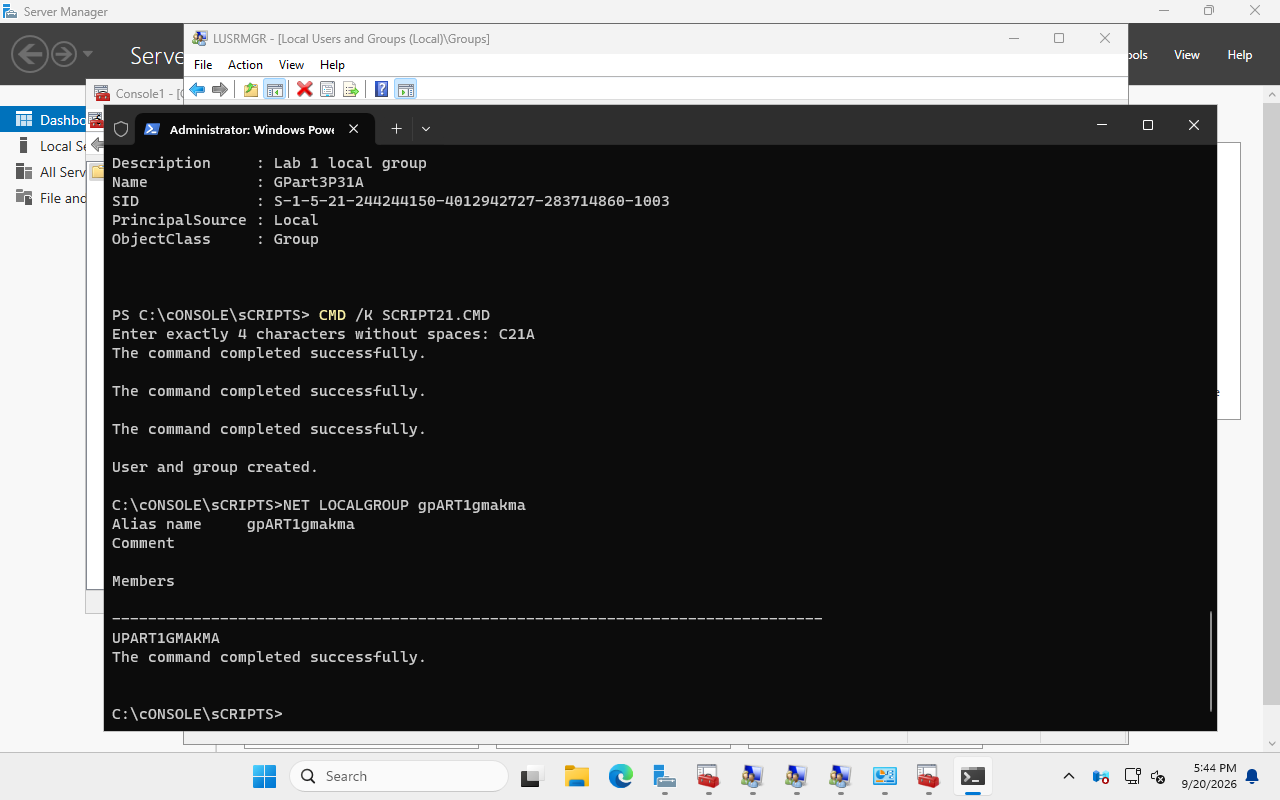 Server Manager
LUSRMGR - [Local Users and Groups (Local)\Groups]
File Action View Help
View Help
Console1 -
Administrator: Windows
Dashbo
Local Se
All Serv
File and
Description     : Lab 1 local group
Name            : GPart3P31A
SID             : S-1-5-21-244244150-4012942727-283714860-1003
PrincipalSource : Local
ObjectClass     : Group
PS C:\cONSOLE\sCRIPTS> CMD /K SCRIPT21.CMD
Enter exactly 4 characters without spaces: C21A
The command completed successfully.
The command completed successfully.
The command completed successfully.
User and group created.
C:\cONSOLE\sCRIPTS>NET LOCALGROUP gpART1gmakma
Alias name     gpART1gmakma
Comment
Members
-------------------------------------------------------------------------------
UPART1GMAKMA
The command completed successfully.
C:\cONSOLE\sCRIPTS>
Search
5:44 PM
9/20/2026